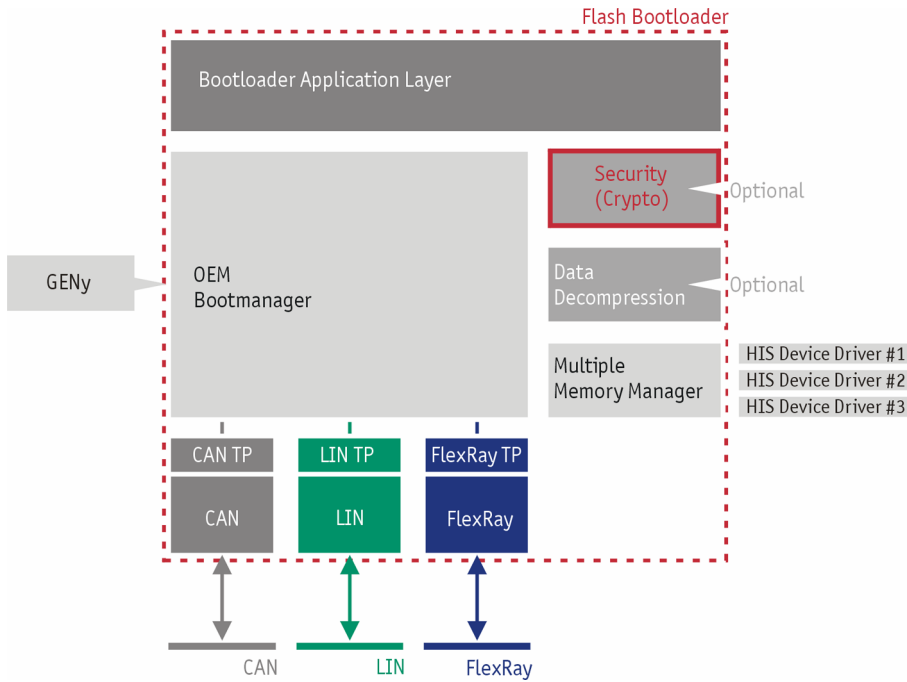 Flash Bootloader
Bootloader Application Layer
Security
(Crypto)
Optional
GENy
OEM
Bootmanager
Data
Decompression
Optional
Multiple
Memory Manager
HIS Device Driver #1
HIS Device Driver #2
HIS Device Driver #3
CAN TP
LIN TP
FlexRay TP
CAN
LIN
FlexRay
CAN
LIN
FlexRay